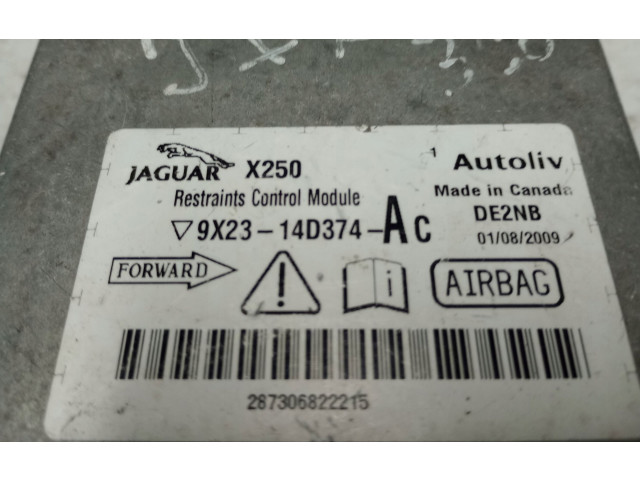 JAGUAR X250
Restraints Control Module
9X23-14D374-Ac
1 Autoliv
Made in Canada
DE2NB
01/08/2009
FORWARD
i
AIRBAG
287306822215